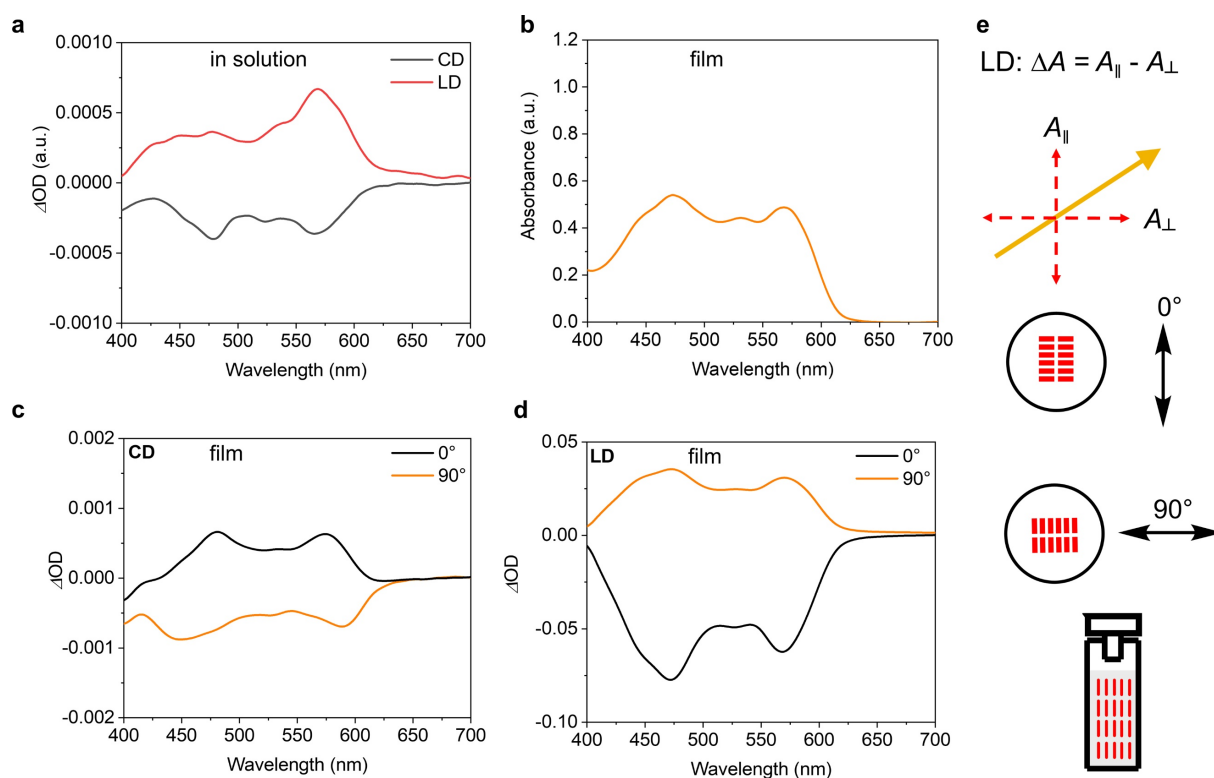 a
in solution
CD
LD
0.0010
0.0005
0.0000
-0.0005
-0.0010
ΔOD (a.u.)
400 450 500 550 600 650 700
Wavelength (nm)
b
film
1.2
1.0
0.8
0.6
0.4
0.2
0.0
Absorbance (a.u.)
400 450 500 550 600 650 700
Wavelength (nm)
c
CD film
0°
90°
0.002
0.001
0.000
-0.001
-0.002
ΔOD
400 450 500 550 600 650 700
Wavelength (nm)
d
LD film
0°
90°
0.05
0.00
-0.05
-0.10
ΔOD
400 450 500 550 600 650 700
Wavelength (nm)
e
LD: ΔA = A∥ - A⊥
A∥
A⊥
0°
90°